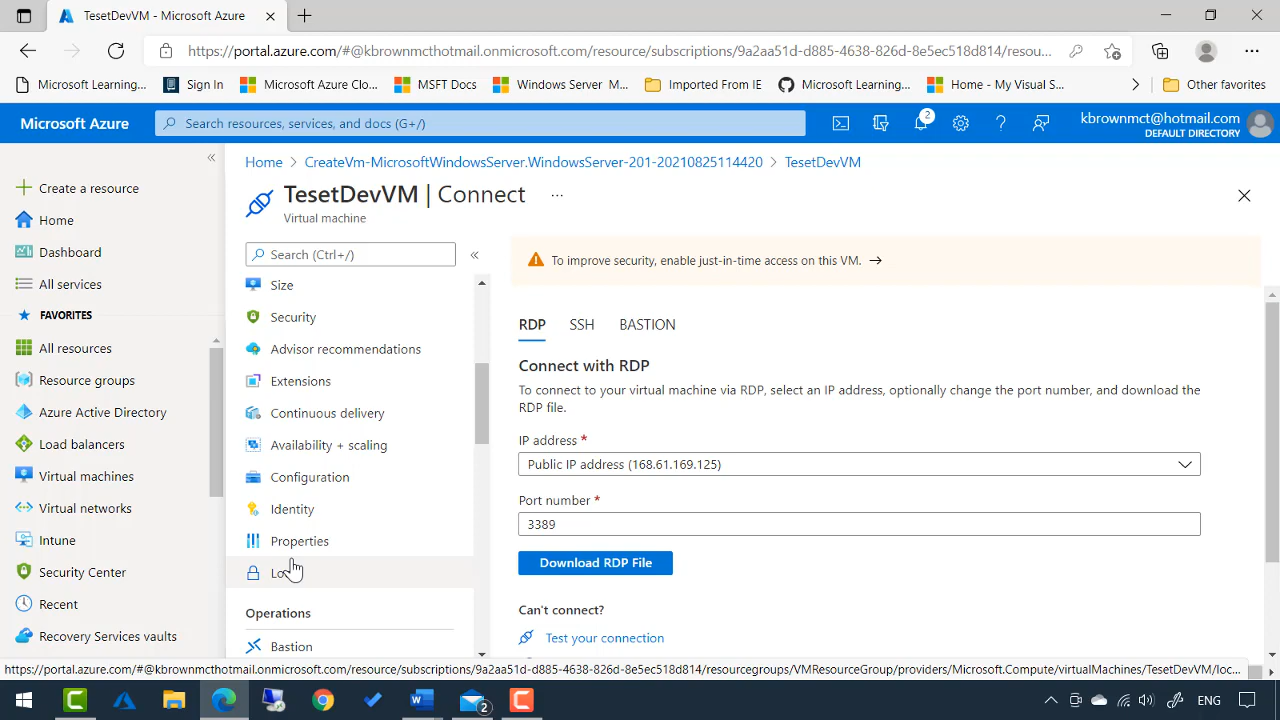 TesetDevVM - Microsoft Azure
https://portal.azure.com/#@kbrownmcthotmail.onmicrosoft.com/resource/subscriptions/9a2aa51d-d885-4638-826d-8e5ec518d814/resou...
Microsoft Learning...
Sign In
Microsoft Azure Clo...
MSFT Docs
Windows Server M...
Imported From IE
Microsoft Learning...
Home - My Visual S...
Other favorites
Microsoft Azure
Search resources, services, and docs (G+/)
2
kbrownmct@hotmail.com
DEFAULT DIRECTORY
Create a resource
Home
Dashboard
All services
FAVORITES
All resources
Resource groups
Azure Active Directory
Load balancers
Virtual machines
Virtual networks
Intune
Security Center
Recent
Recovery Services vaults
Home > CreateVm-MicrosoftWindowsServer.WindowsServer-201-20210825114420 > TesetDevVM
TesetDevVM | Connect ...
Virtual machine
Search (Ctrl+/)
Size
Security
Advisor recommendations
Extensions
Continuous delivery
Availability + scaling
Configuration
Identity
Properties
Operations
Bastion
To improve security, enable just-in-time access on this VM. →
RDP
SSH
BASTION
Connect with RDP
To connect to your virtual machine via RDP, select an IP address, optionally change the port number, and download the
RDP file.
IP address *
Public IP address (168.61.169.125)
Port number *
3389
Download RDP File
Can't connect?
Test your connection
https://portal.azure.com/#@kbrownmcthotmail.onmicrosoft.com/resource/subscriptions/9a2aa51d-d885-4638-826d-8e5ec518d814/resourcegroups/VMResourceGroup/providers/Microsoft.Compute/virtualMachines/TesetDevVM/loc...
2
ENG